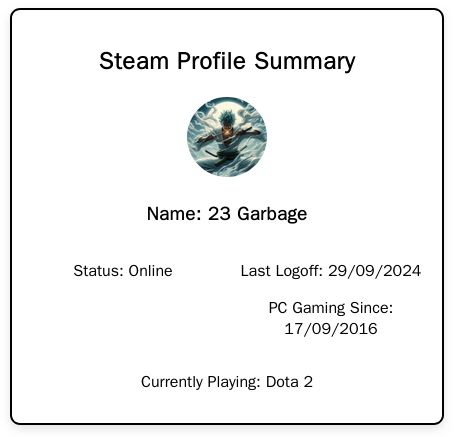 Steam Profile Summary
Name: 23 Garbage
Status: Online
Last Logoff: 29/09/2024
PC Gaming Since:
17/09/2016
Currently Playing: Dota 2